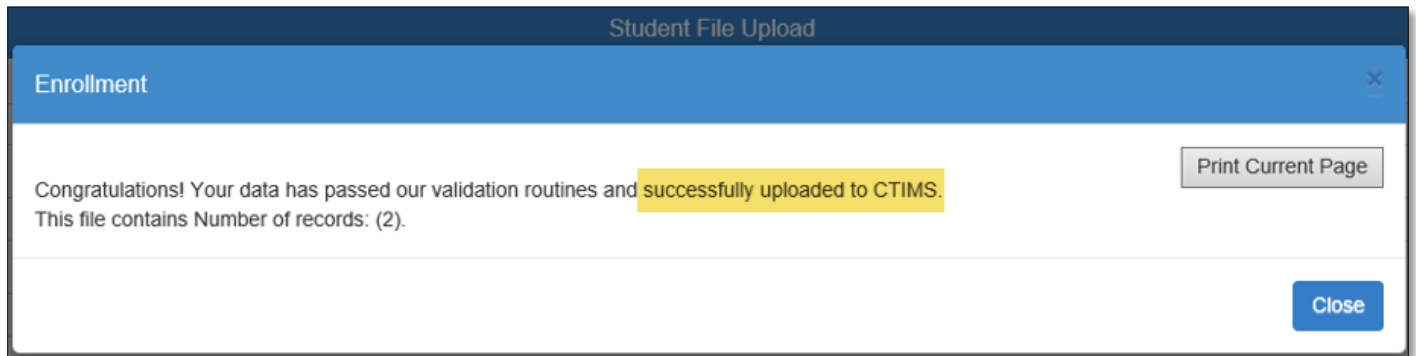 Student File Upload
Enrollment
×
Print Current Page
Congratulations! Your data has passed our validation routines and successfully uploaded to CTIMS.
This file contains Number of records: (2).
Close